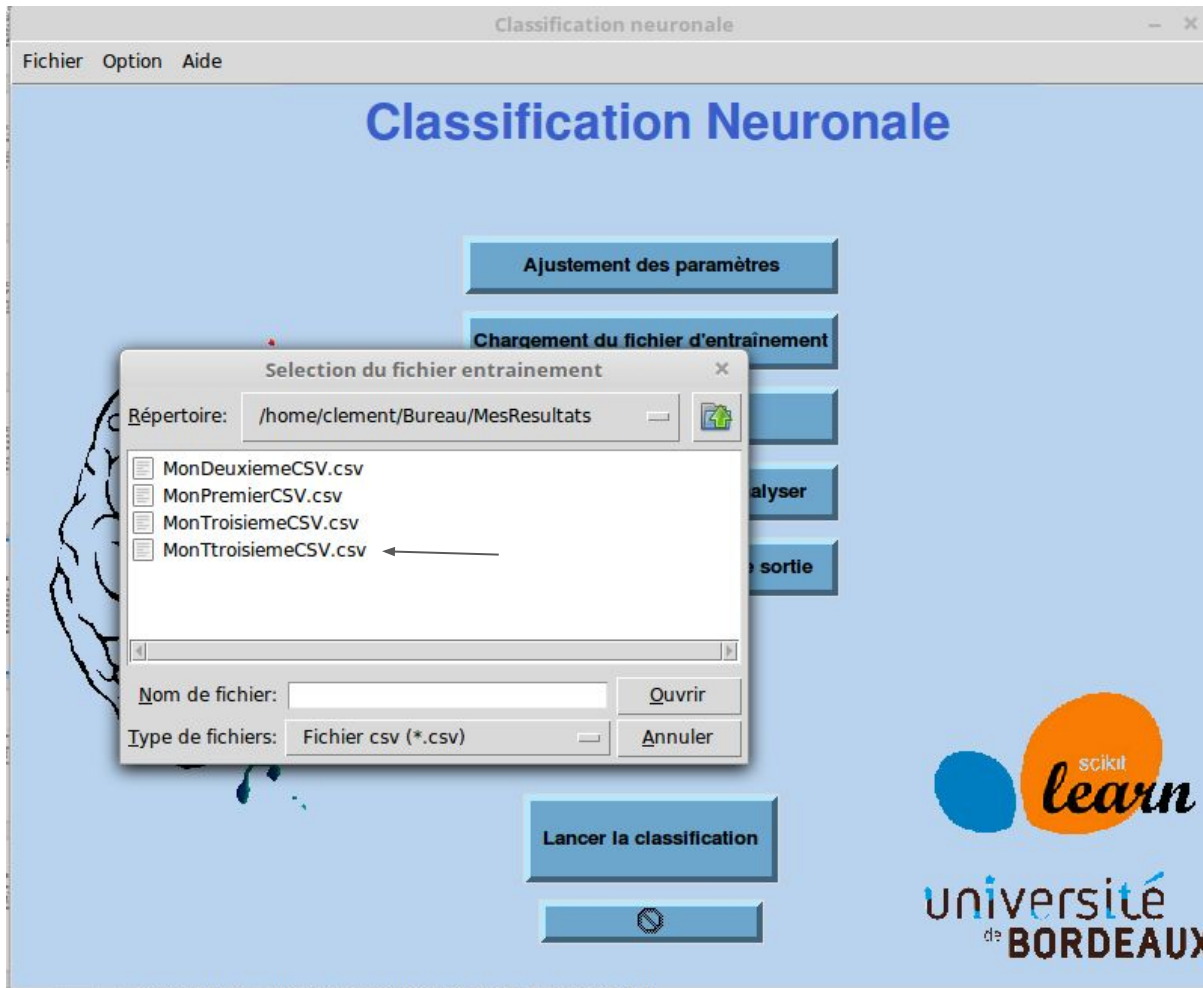 Classification neuronale
Fichier Option Aide
Classification Neuronale
Ajustement des paramètres
Chargement du fichier d'entraînement
Selection du fichier entrainement
Répertoire: /home/clement/Bureau/MesResultats
MonDeuxiemeCSV.csv
MonPremierCSV.csv
MonTroisiemeCSV.csv
MonTtroisiemeCSV.csv
alyser
sortie
Nom de fichier: Ouvrir
Type de fichiers: Fichier csv (*.csv) Annuler
Lancer la classification
scikit
learn
université
de BORDEAUX